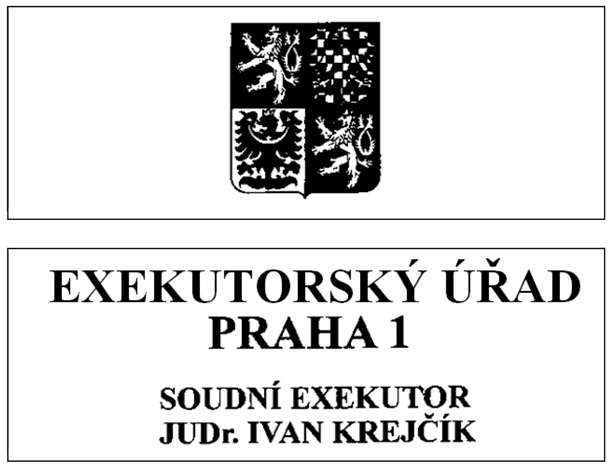 EXEKUTORSKÝ ÚŘAD
PRAHA 1
SOUDNÍ EXEKUTOR
JUDr. IVAN KREJČÍK